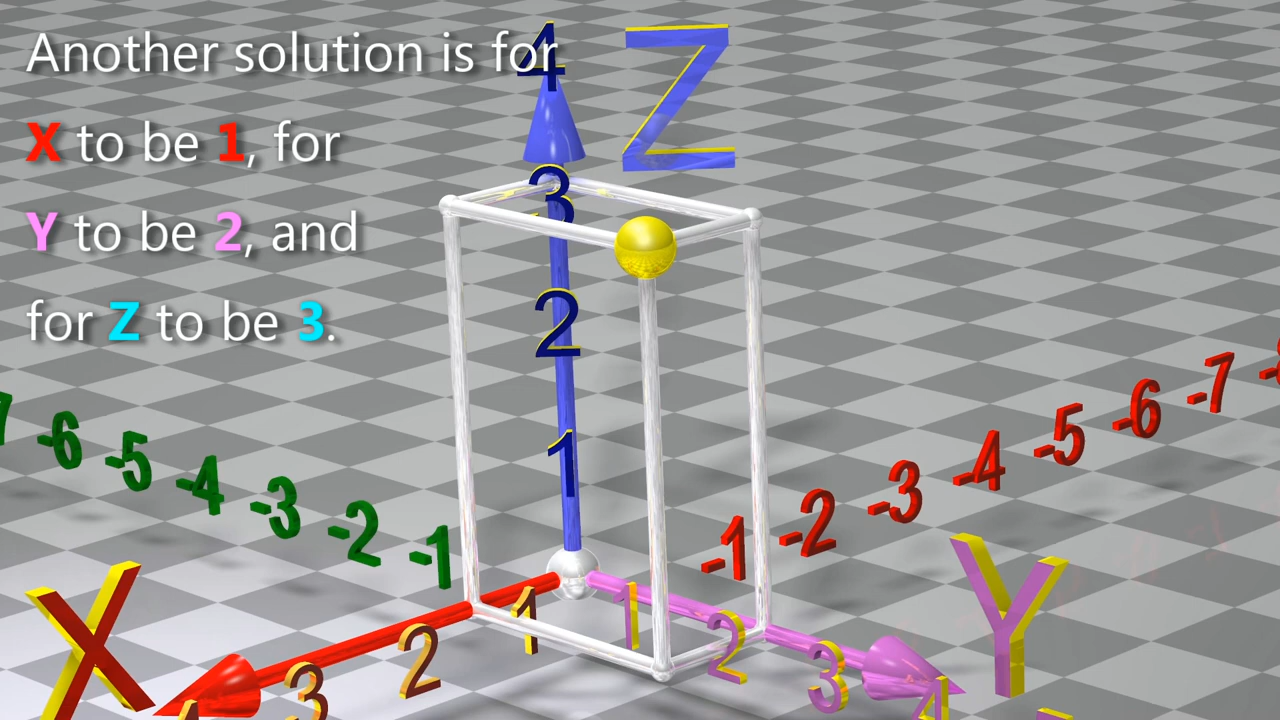 Another solution is for
X to be 1, for
Y to be 2, and
for Z to be 3.
Z
4
3
2
1
-6 -5 -4 -3 -2 -1
-1 -2 -3 -4 -5 -6 -7
X
3 2 1
1 2 3 4
Y